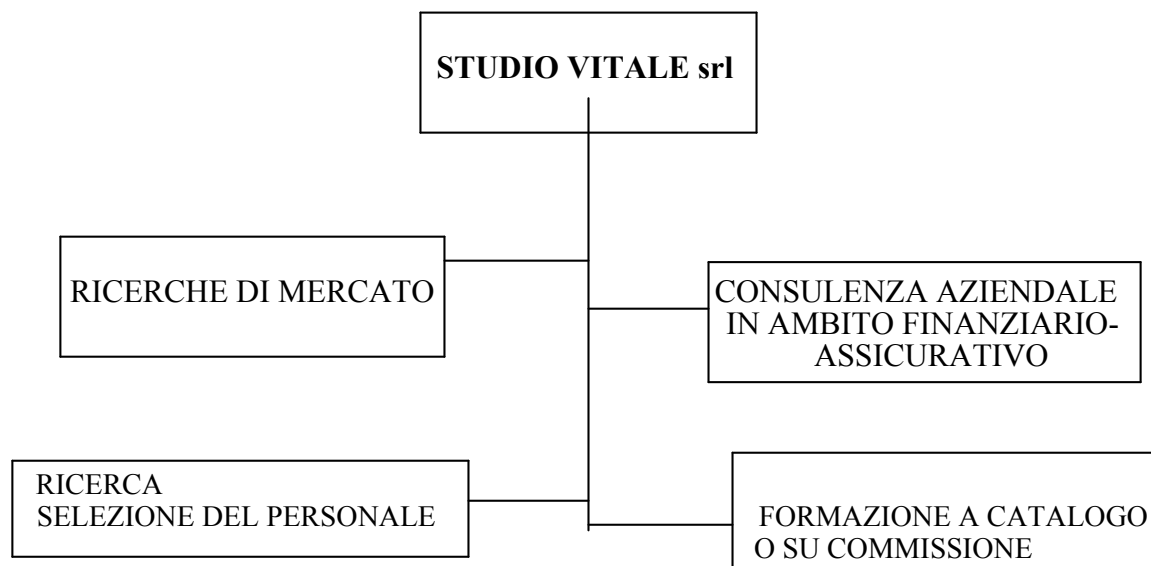 STUDIO VITALE srl
RICERCHE DI MERCATO
CONSULENZA AZIENDALE
IN AMBITO FINANZIARIO-
ASSICURATIVO
RICERCA
SELEZIONE DEL PERSONALE
FORMAZIONE A CATALOGO
O SU COMMISSIONE